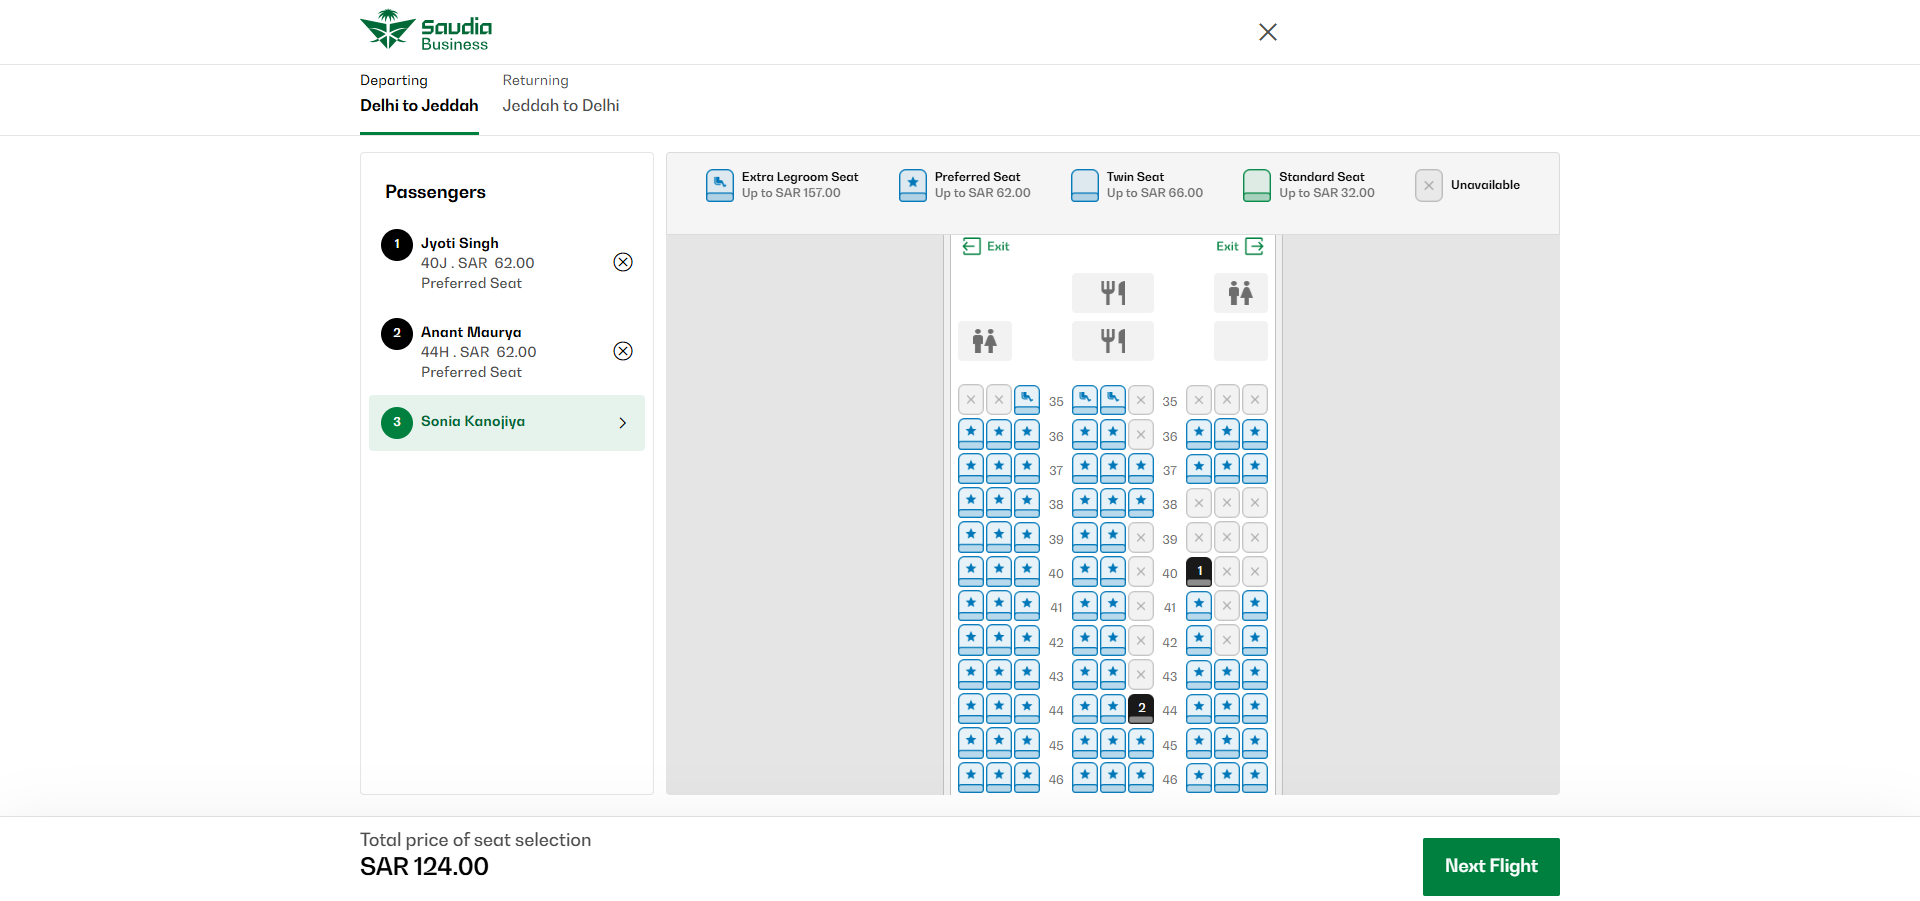 Saudia
Business
Departing
Delhi to Jeddah
Returning
Jeddah to Delhi
Passengers
1
Jyoti Singh
40J . SAR 62.00
Preferred Seat
2
Anant Maurya
44H . SAR 62.00
Preferred Seat
3
Sonia Kanojiya
Extra Legroom Seat
Up to SAR 157.00
Preferred Seat
Up to SAR 62.00
Twin Seat
Up to SAR 66.00
Standard Seat
Up to SAR 32.00
Unavailable
Exit
Exit
35 35
36 36
37 37
38 38
39 39
40 40 1
41 41
42 42
43 43
44 2 44
45 45
46 46
Total price of seat selection
SAR 124.00
Next Flight